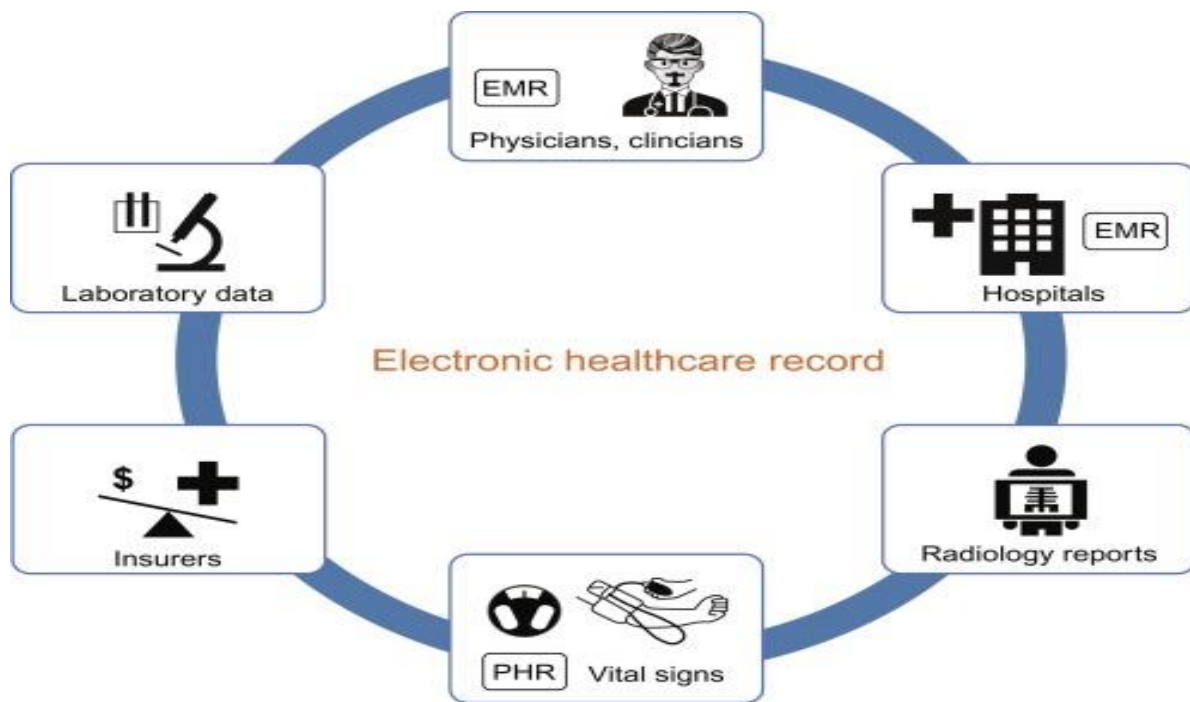 EMR
Physicians, clincians
Laboratory data
EMR
Hospitals
Electronic healthcare record
$
Insurers
Radiology reports
PHR
Vital signs